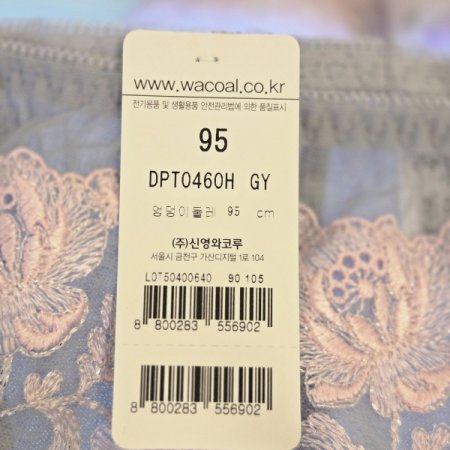 www.wacoal.co.kr
전기용품 및 생활용품 안전관리법에 의한 품질표시
95
DPT0460H GY
엉덩이둘레 95 cm
(주)신영와코루
서울시 금천구 가산디지털 1로 104
LOT50400640 90 105
8 800283 556902
8 800283 556902